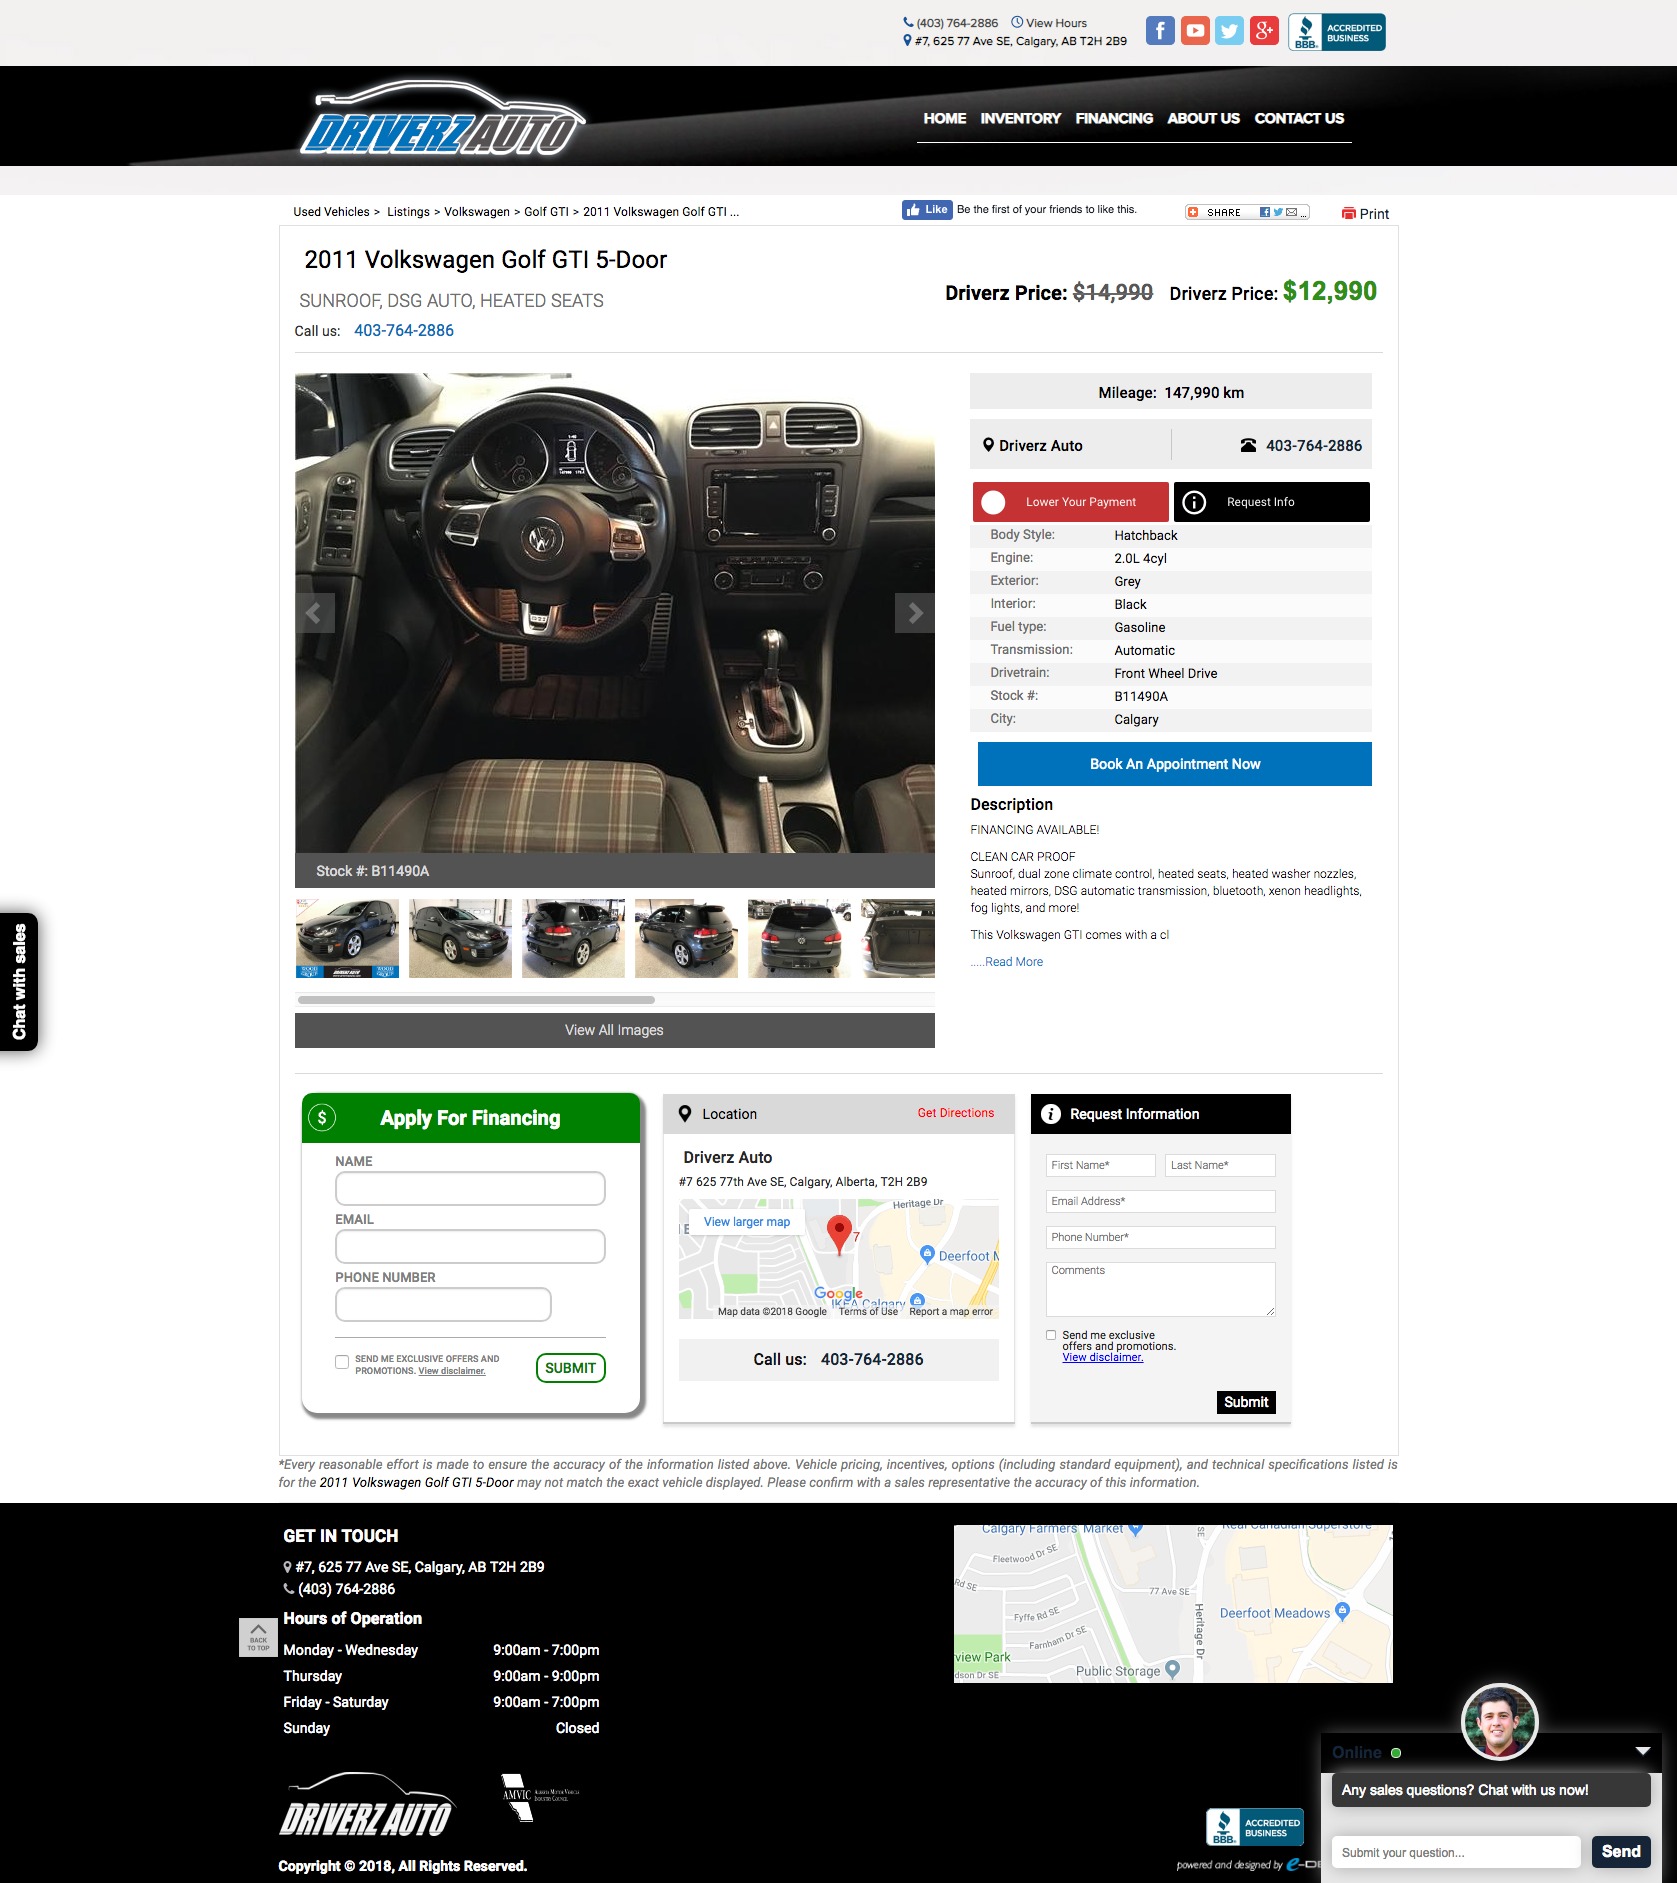 (403) 764-2886 View Hours
#7, 625 77 Ave SE, Calgary, AB T2H 2B9
f
g+
BBB
ACCREDITED
BUSINESS
DRIVERZ AUTO
HOME INVENTORY FINANCING ABOUT US CONTACT US
Used Vehicles > Listings > Volkswagen > Golf GTI > 2011 Volkswagen Golf GTI ...
Like Be the first of your friends to like this.
SHARE ...
Print
2011 Volkswagen Golf GTI 5-Door
SUNROOF, DSG AUTO, HEATED SEATS
Call us: 403-764-2886
Driverz Price: $14,990 Driverz Price: $12,990
Stock #: B11490A
View All Images
Mileage: 147,990 km
Driverz Auto 403-764-2886
Lower Your Payment Request Info
Body Style: Hatchback
Engine: 2.0L 4cyl
Exterior: Grey
Interior: Black
Fuel type: Gasoline
Transmission: Automatic
Drivetrain: Front Wheel Drive
Stock #: B11490A
City: Calgary
Book An Appointment Now
Description
FINANCING AVAILABLE!
CLEAN CAR PROOF
Sunroof, dual zone climate control, heated seats, heated washer nozzles,
heated mirrors, DSG automatic transmission, bluetooth, xenon headlights,
fog lights, and more!
This Volkswagen GTI comes with a cl
.....Read More
Chat with sales
$ Apply For Financing
NAME
EMAIL
PHONE NUMBER
SEND ME EXCLUSIVE OFFERS AND
PROMOTIONS. View disclaimer.
SUBMIT
Location Get Directions
Driverz Auto
#7 625 77th Ave SE, Calgary, Alberta, T2H 2B9
Heritage Dr
View larger map
7
Deerfoot M
Google
IKEA Calgary
Map data ©2018 Google Terms of Use Report a map error
Call us: 403-764-2886
i Request Information
First Name* Last Name*
Email Address*
Phone Number*
Comments
Send me exclusive
offers and promotions.
View disclaimer.
Submit
*Every reasonable effort is made to ensure the accuracy of the information listed above. Vehicle pricing, incentives, options (including standard equipment), and technical specifications listed is
for the 2011 Volkswagen Golf GTI 5-Door may not match the exact vehicle displayed. Please confirm with a sales representative the accuracy of this information.
GET IN TOUCH
#7, 625 77 Ave SE, Calgary, AB T2H 2B9
(403) 764-2886
Hours of Operation
Monday - Wednesday 9:00am - 7:00pm
Thursday 9:00am - 9:00pm
Friday - Saturday 9:00am - 7:00pm
Sunday Closed
BACK
TO TOP
Calgary Farmers' Market
Real Canadian Superstore
Fleetwood Dr SE
Rd SE
77 Ave SE
Fyffe Rd SE
Farnham Dr SE
Heritage Dr
SE
Deerfoot Meadows
rview Park
dson Dr SE
Public Storage
DRIVERZ AUTO
AMVIC
ALBERTA MOTOR VEHICLE
INDUSTRY COUNCIL
BBB
ACCREDITED
BUSINESS
Copyright © 2018, All Rights Reserved.
powered and designed by e-DE
Online
Any sales questions? Chat with us now!
Submit your question...
Send